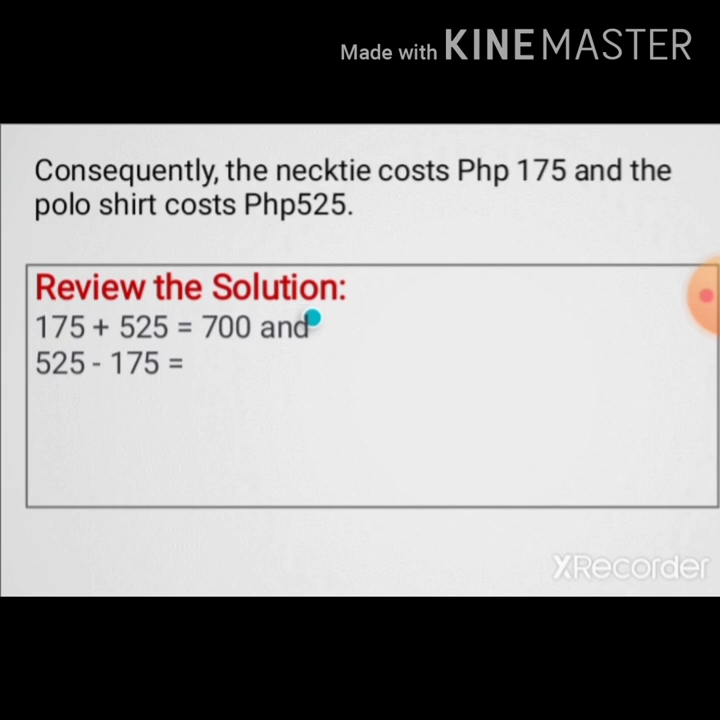 Made with KINEMASTER
Consequently, the necktie costs Php 175 and the
polo shirt costs Php525.
Review the Solution:
175 + 525 = 700 and
525 - 175 =
XRecorder